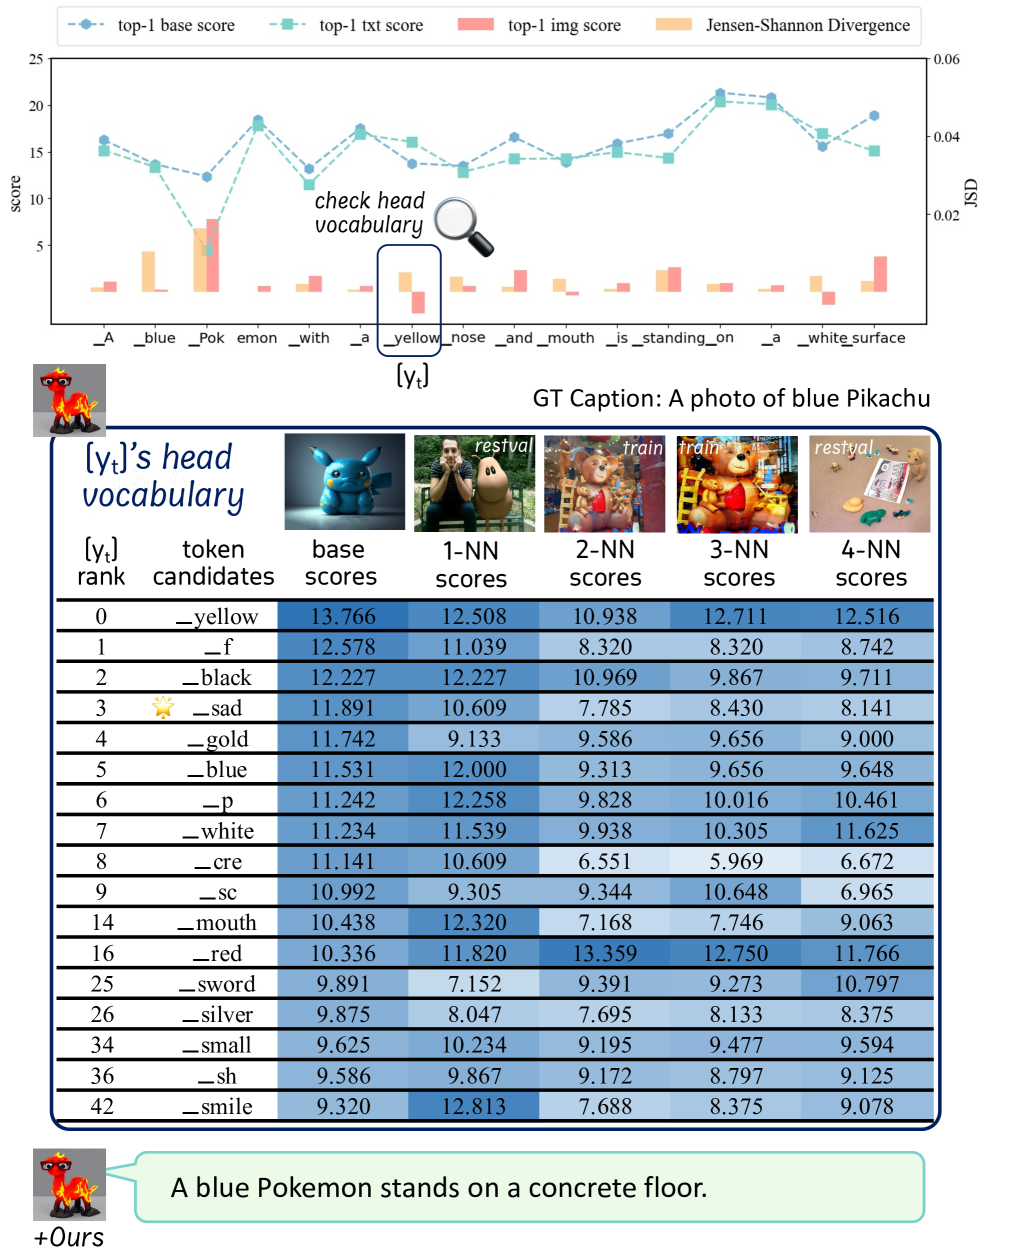 top-1 base score top-1 txt score top-1 img score Jensen-Shannon Divergence
25 0.06
20
15 0.04
10 0.02
5
score
JSD
check head
vocabulary
_A _blue _Pok emon _with _a _yellow _nose _and _mouth _is _standing _on _a _white _surface
[yt]
GT Caption: A photo of blue Pikachu
[yt]'s head
vocabulary
restval train train restval
[yt] token base 1-NN 2-NN 3-NN 4-NN
rank candidates scores scores scores scores scores
0 _yellow 13.766 12.508 10.938 12.711 12.516
1 _f 12.578 11.039 8.320 8.320 8.742
2 _black 12.227 12.227 10.969 9.867 9.711
3 _sad 11.891 10.609 7.785 8.430 8.141
4 _gold 11.742 9.133 9.586 9.656 9.000
5 _blue 11.531 12.000 9.313 9.656 9.648
6 _p 11.242 12.258 9.828 10.016 10.461
7 _white 11.234 11.539 9.938 10.305 11.625
8 _cre 11.141 10.609 6.551 5.969 6.672
9 _sc 10.992 9.305 9.344 10.648 6.965
14 _mouth 10.438 12.320 7.168 7.746 9.063
16 _red 10.336 11.820 13.359 12.750 11.766
25 _sword 9.891 7.152 9.391 9.273 10.797
26 _silver 9.875 8.047 7.695 8.133 8.375
34 _small 9.625 10.234 9.195 9.477 9.594
36 _sh 9.586 9.867 9.172 8.797 9.125
42 _smile 9.320 12.813 7.688 8.375 9.078
A blue Pokemon stands on a concrete floor.
+Ours